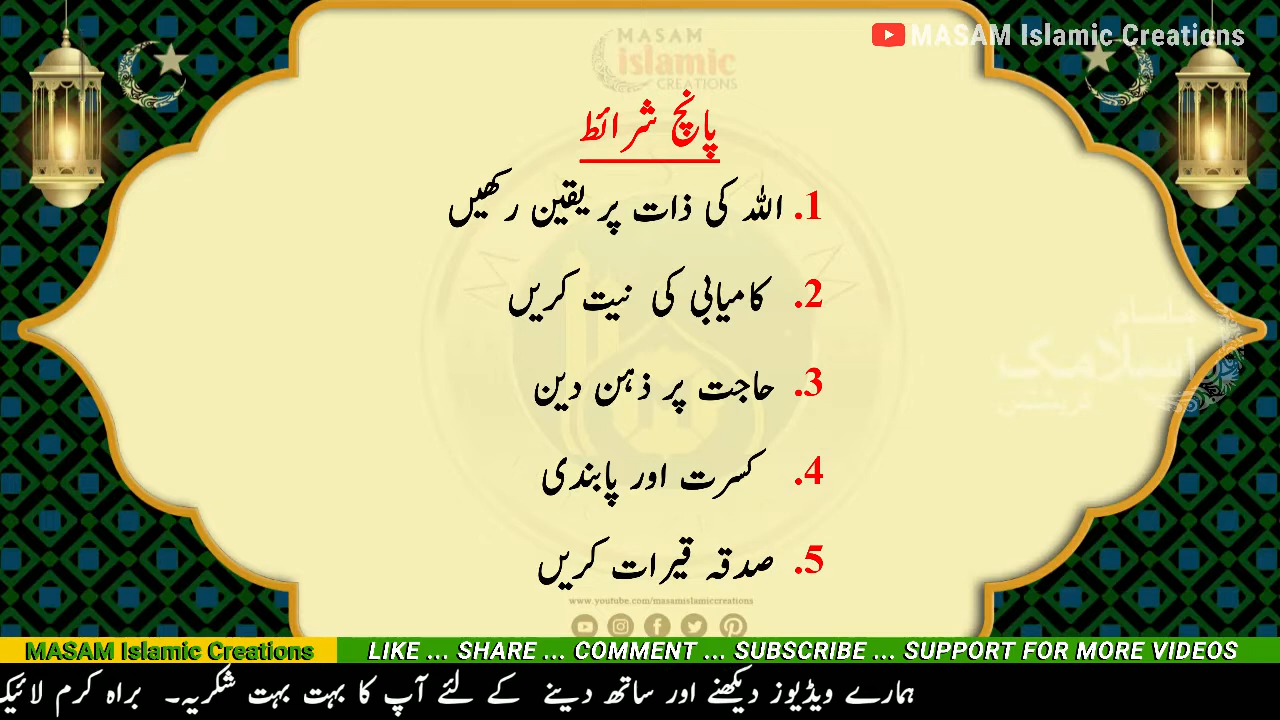 MASAM Islamic Creations
MASAM
islamic
CREATIONS
پانچ شرائط
1. اللہ کی ذات پر یقین رکھیں
2. کامیابی کی نیت کریں
3. حاجت پر ذہن دین
4. کسرت اور پابندی
5. صدقہ قیرات کریں
ماسام
اسلامک
کریشنس
www.youtube.com/masamislamiccreations
MASAM Islamic Creations LIKE ... SHARE ... COMMENT ... SUBSCRIBE ... SUPPORT FOR MORE VIDEOS
ہمارے ویڈیوز دیکھنے اور ساتھ دینے کے لئے آپ کا بہت بہت شکریہ۔ براہ کرم لائیک